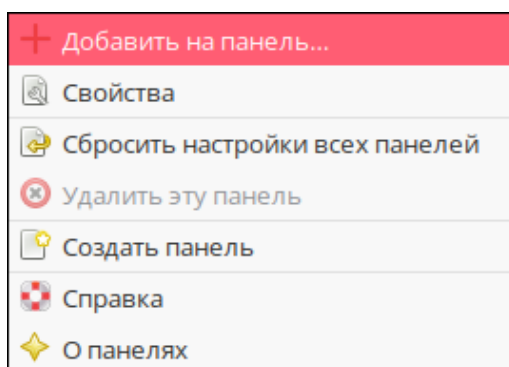 Добавить на панель...
Свойства
Сбросить настройки всех панелей
Удалить эту панель
Создать панель
Справка
О панелях